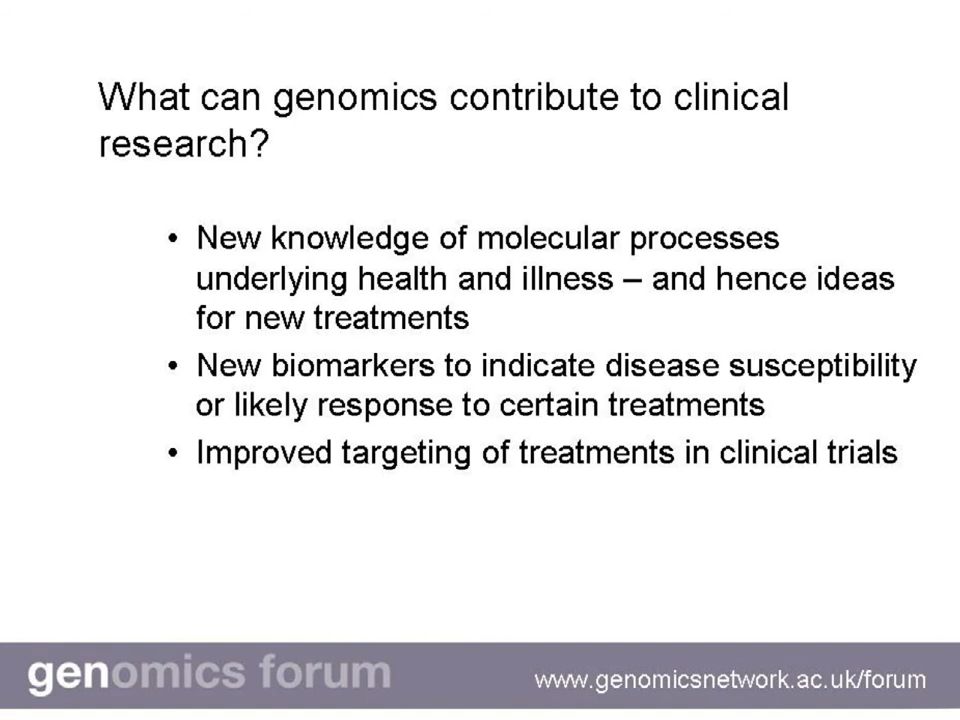 What can genomics contribute to clinical
research?
• New knowledge of molecular processes
underlying health and illness – and hence ideas
for new treatments
• New biomarkers to indicate disease susceptibility
or likely response to certain treatments
• Improved targeting of treatments in clinical trials
genomics forum
www.genomicsnetwork.ac.uk/forum